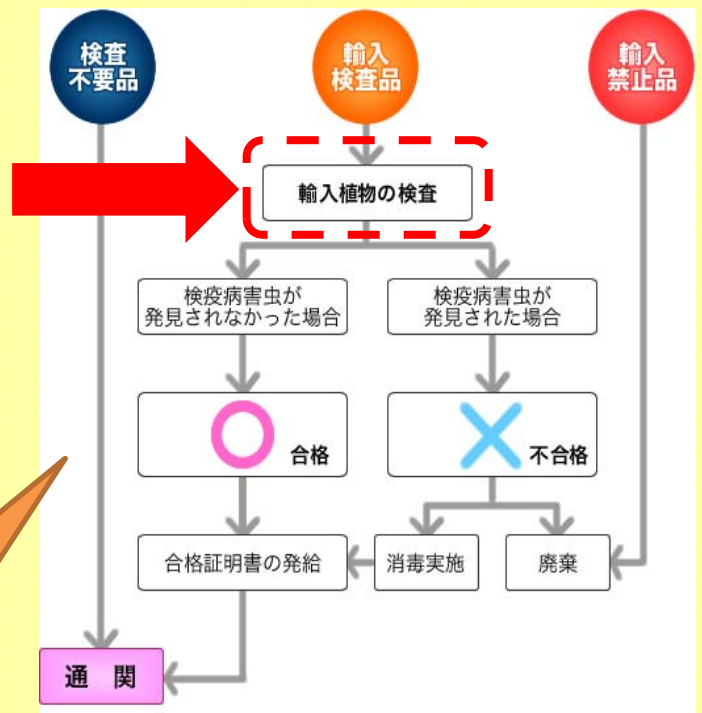 検査
不要品
輸入
検査品
輸入
禁止品
輸入植物の検査
検疫病害虫が
発見されなかった場合
検疫病害虫が
発見された場合
合格
不合格
合格証明書の発給
消毒実施
廃棄
通 関